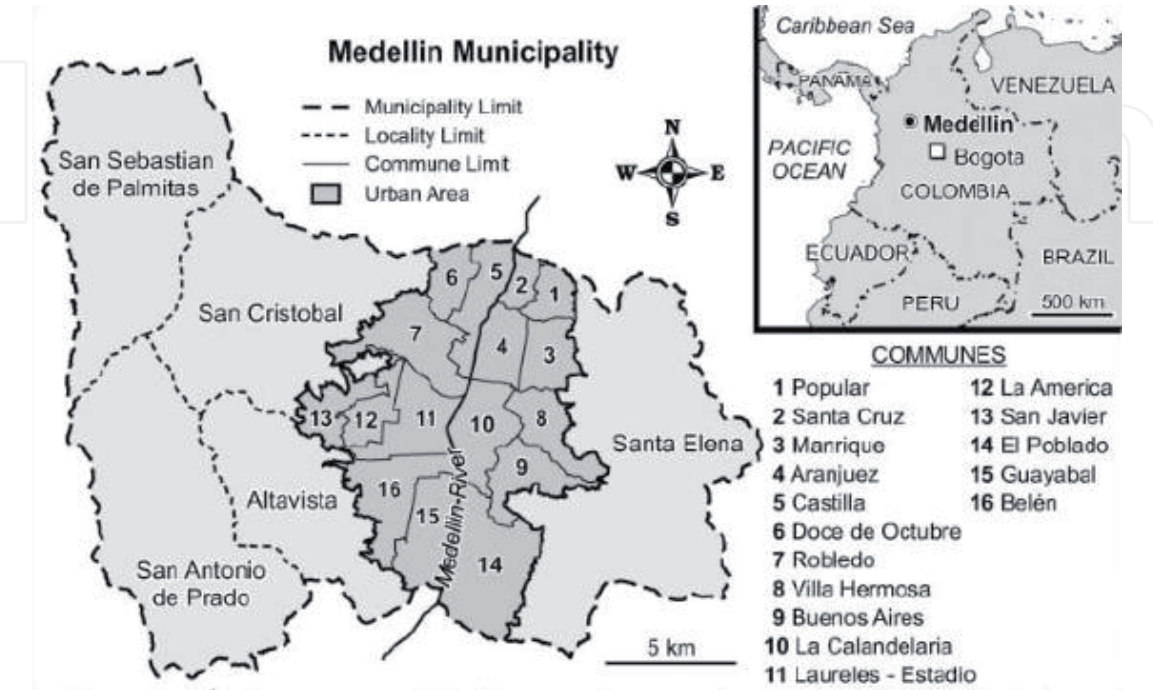 Medellin Municipality
Municipality Limit
Locality Limit
Commune Limit
Urban Area
N
W
E
S
San Sebastian
de Palmitas
San Cristobal
Altavista
San Antonio
de Prado
Santa Elena
Medellin-River
6
5
2
1
7
4
3
13
12
11
10
8
9
16
15
14
5 km
Caribbean Sea
PANAMA
VENEZUELA
Medellin
PACIFIC
OCEAN
Bogota
COLOMBIA
ECUADOR
BRAZIL
PERU
500 km
COMMUNES
1 Popular
2 Santa Cruz
3 Manrique
4 Aranjuez
5 Castilla
6 Doce de Octubre
7 Robledo
8 Villa Hermosa
9 Buenos Aires
10 La Calandelaria
11 Laureles - Estadio
12 La America
13 San Javier
14 El Poblado
15 Guayabal
16 Belén